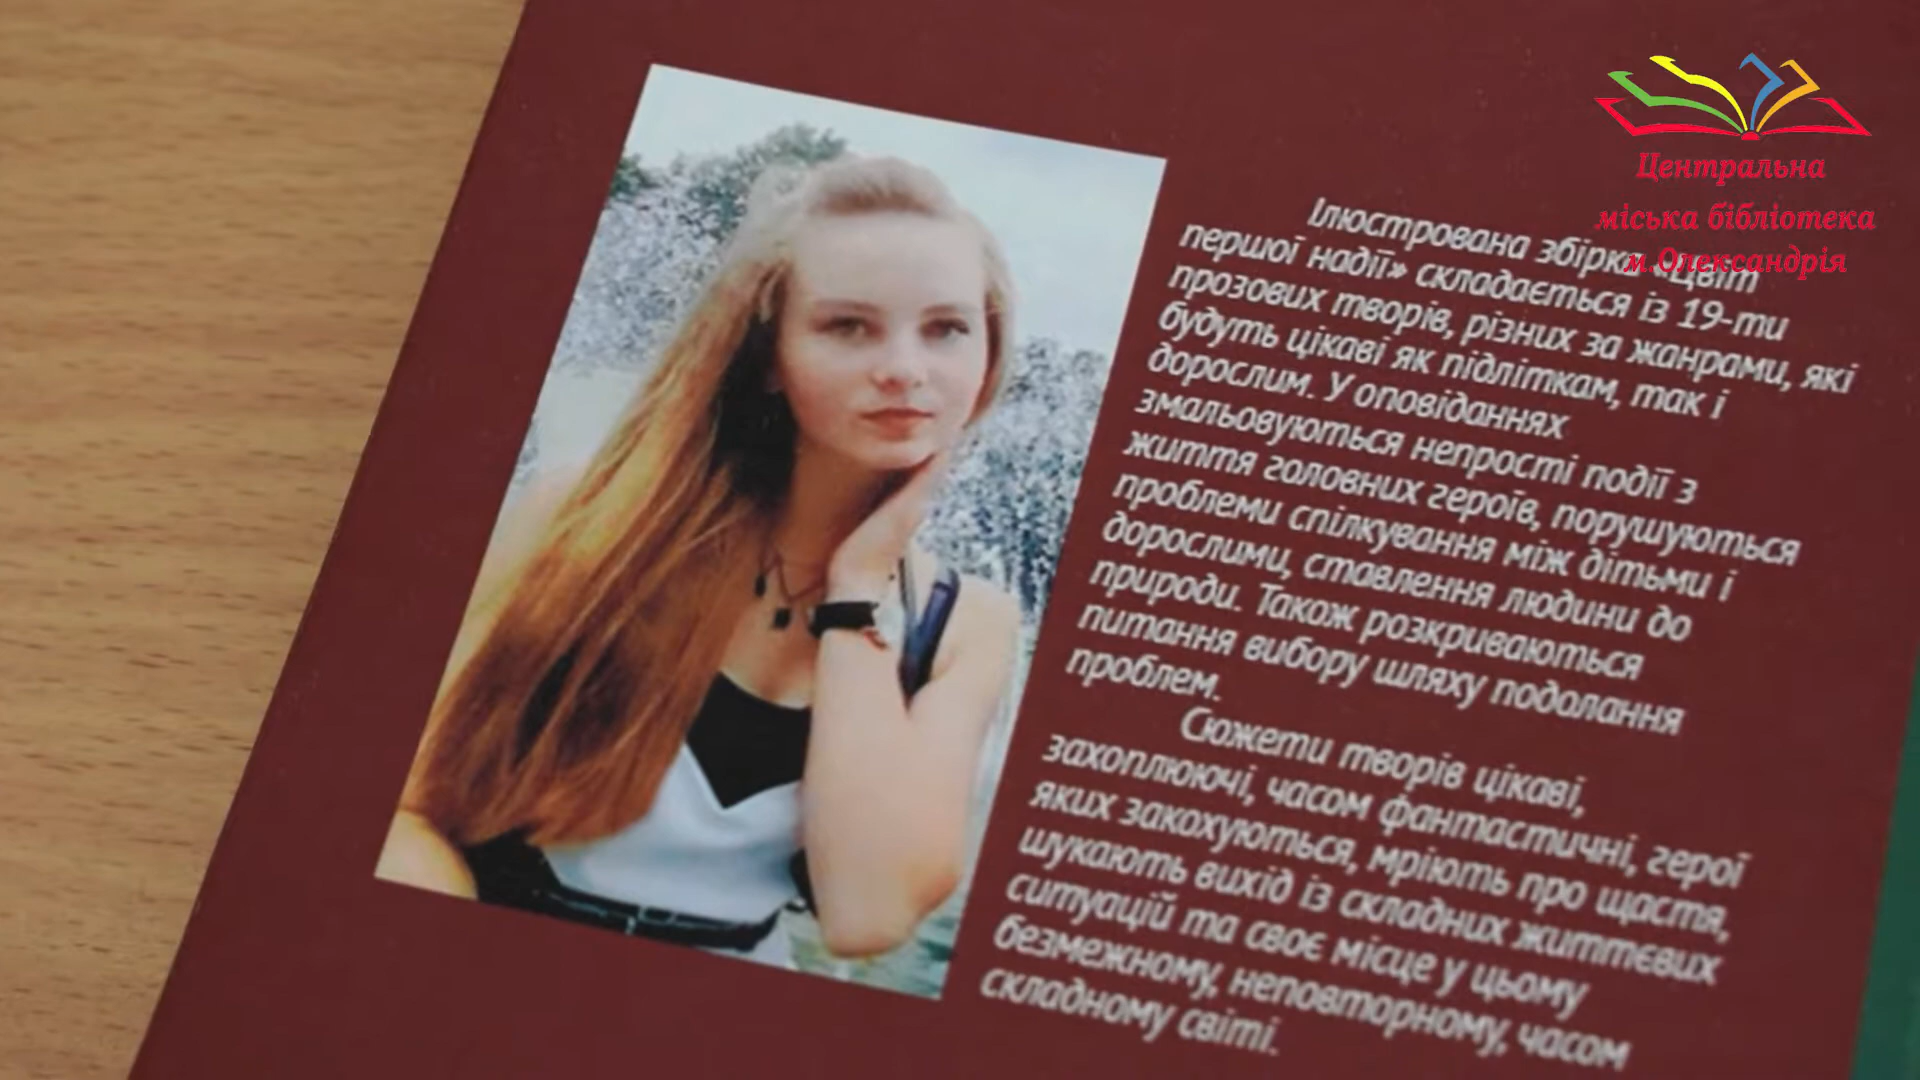 Центральна
міська бібліотека
м.Олександрія
Ілюстрована збірка «Цвіт
першої надії» складається із 19-ти
прозових творів, різних за жанрами, які
будуть цікаві як підліткам, так і
дорослим. У оповіданнях
змальовуються непрості події з
життя головних героїв, порушуються
проблеми спілкування між дітьми і
дорослими, ставлення людини до
природи. Також розкриваються
питання вибору шляху подолання
проблем.
Сюжети творів цікаві,
захоплюючі, часом фантастичні, герої
яких закохуються, мріють про щастя,
шукають вихід із складних життєвих
ситуацій та своє місце у цьому
безмежному, неповторному, часом
складному світі.